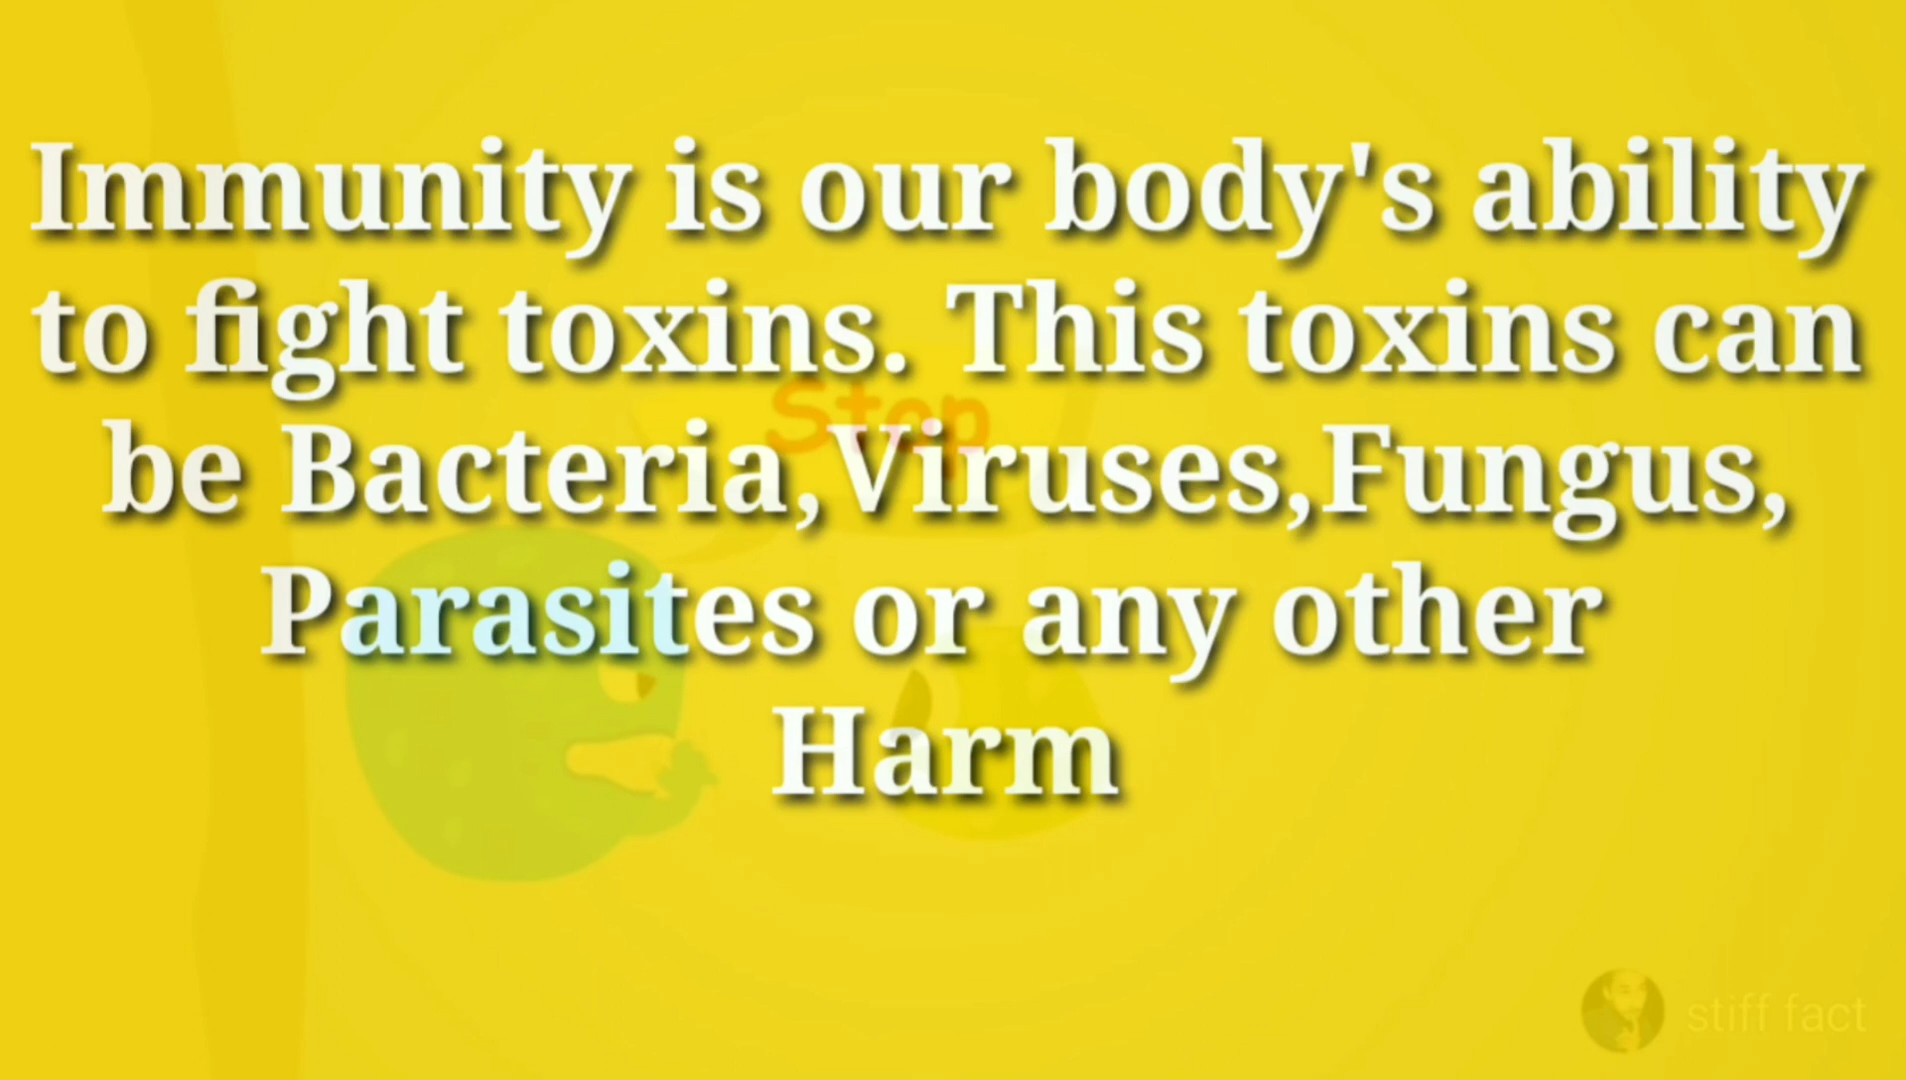 Immunity is our body's ability
to fight toxins. This toxins can
Stop
be Bacteria,Viruses,Fungus,
Parasites or any other
Harm
stiff fact